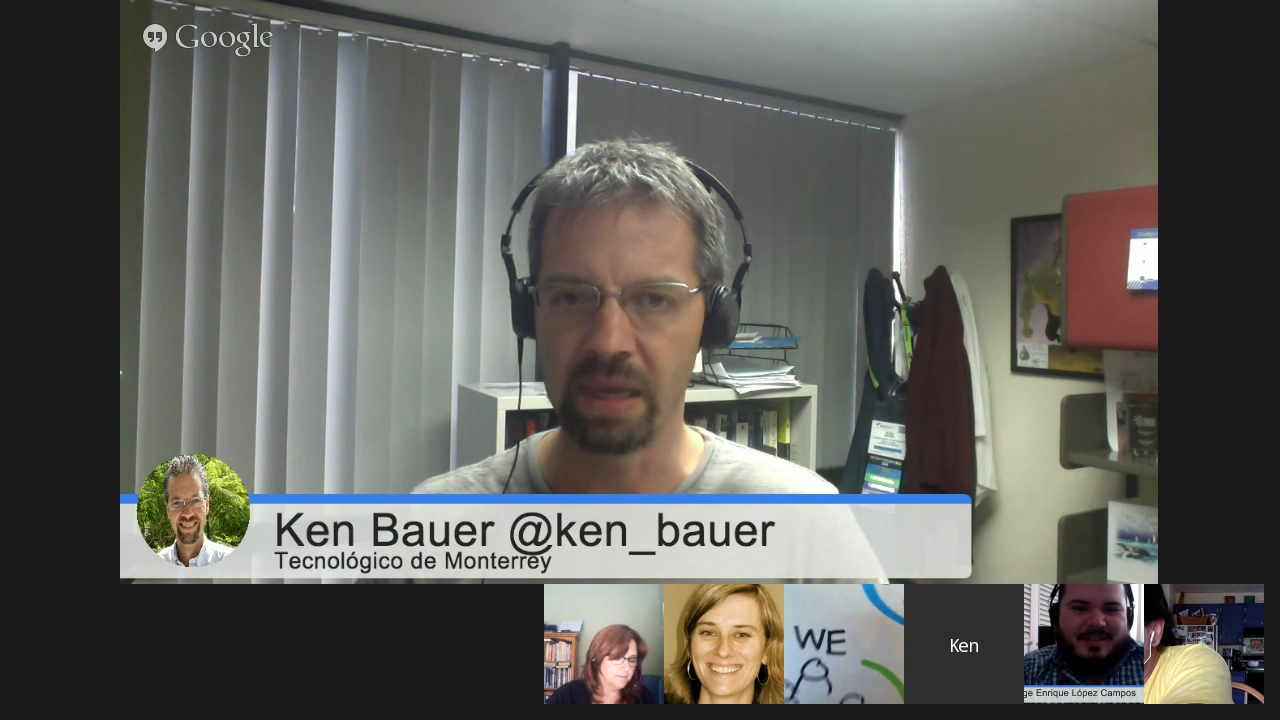 Google
Ken Bauer @ken_bauer
Tecnológico de Monterrey
WE
Ken
ge Enrique López Campos